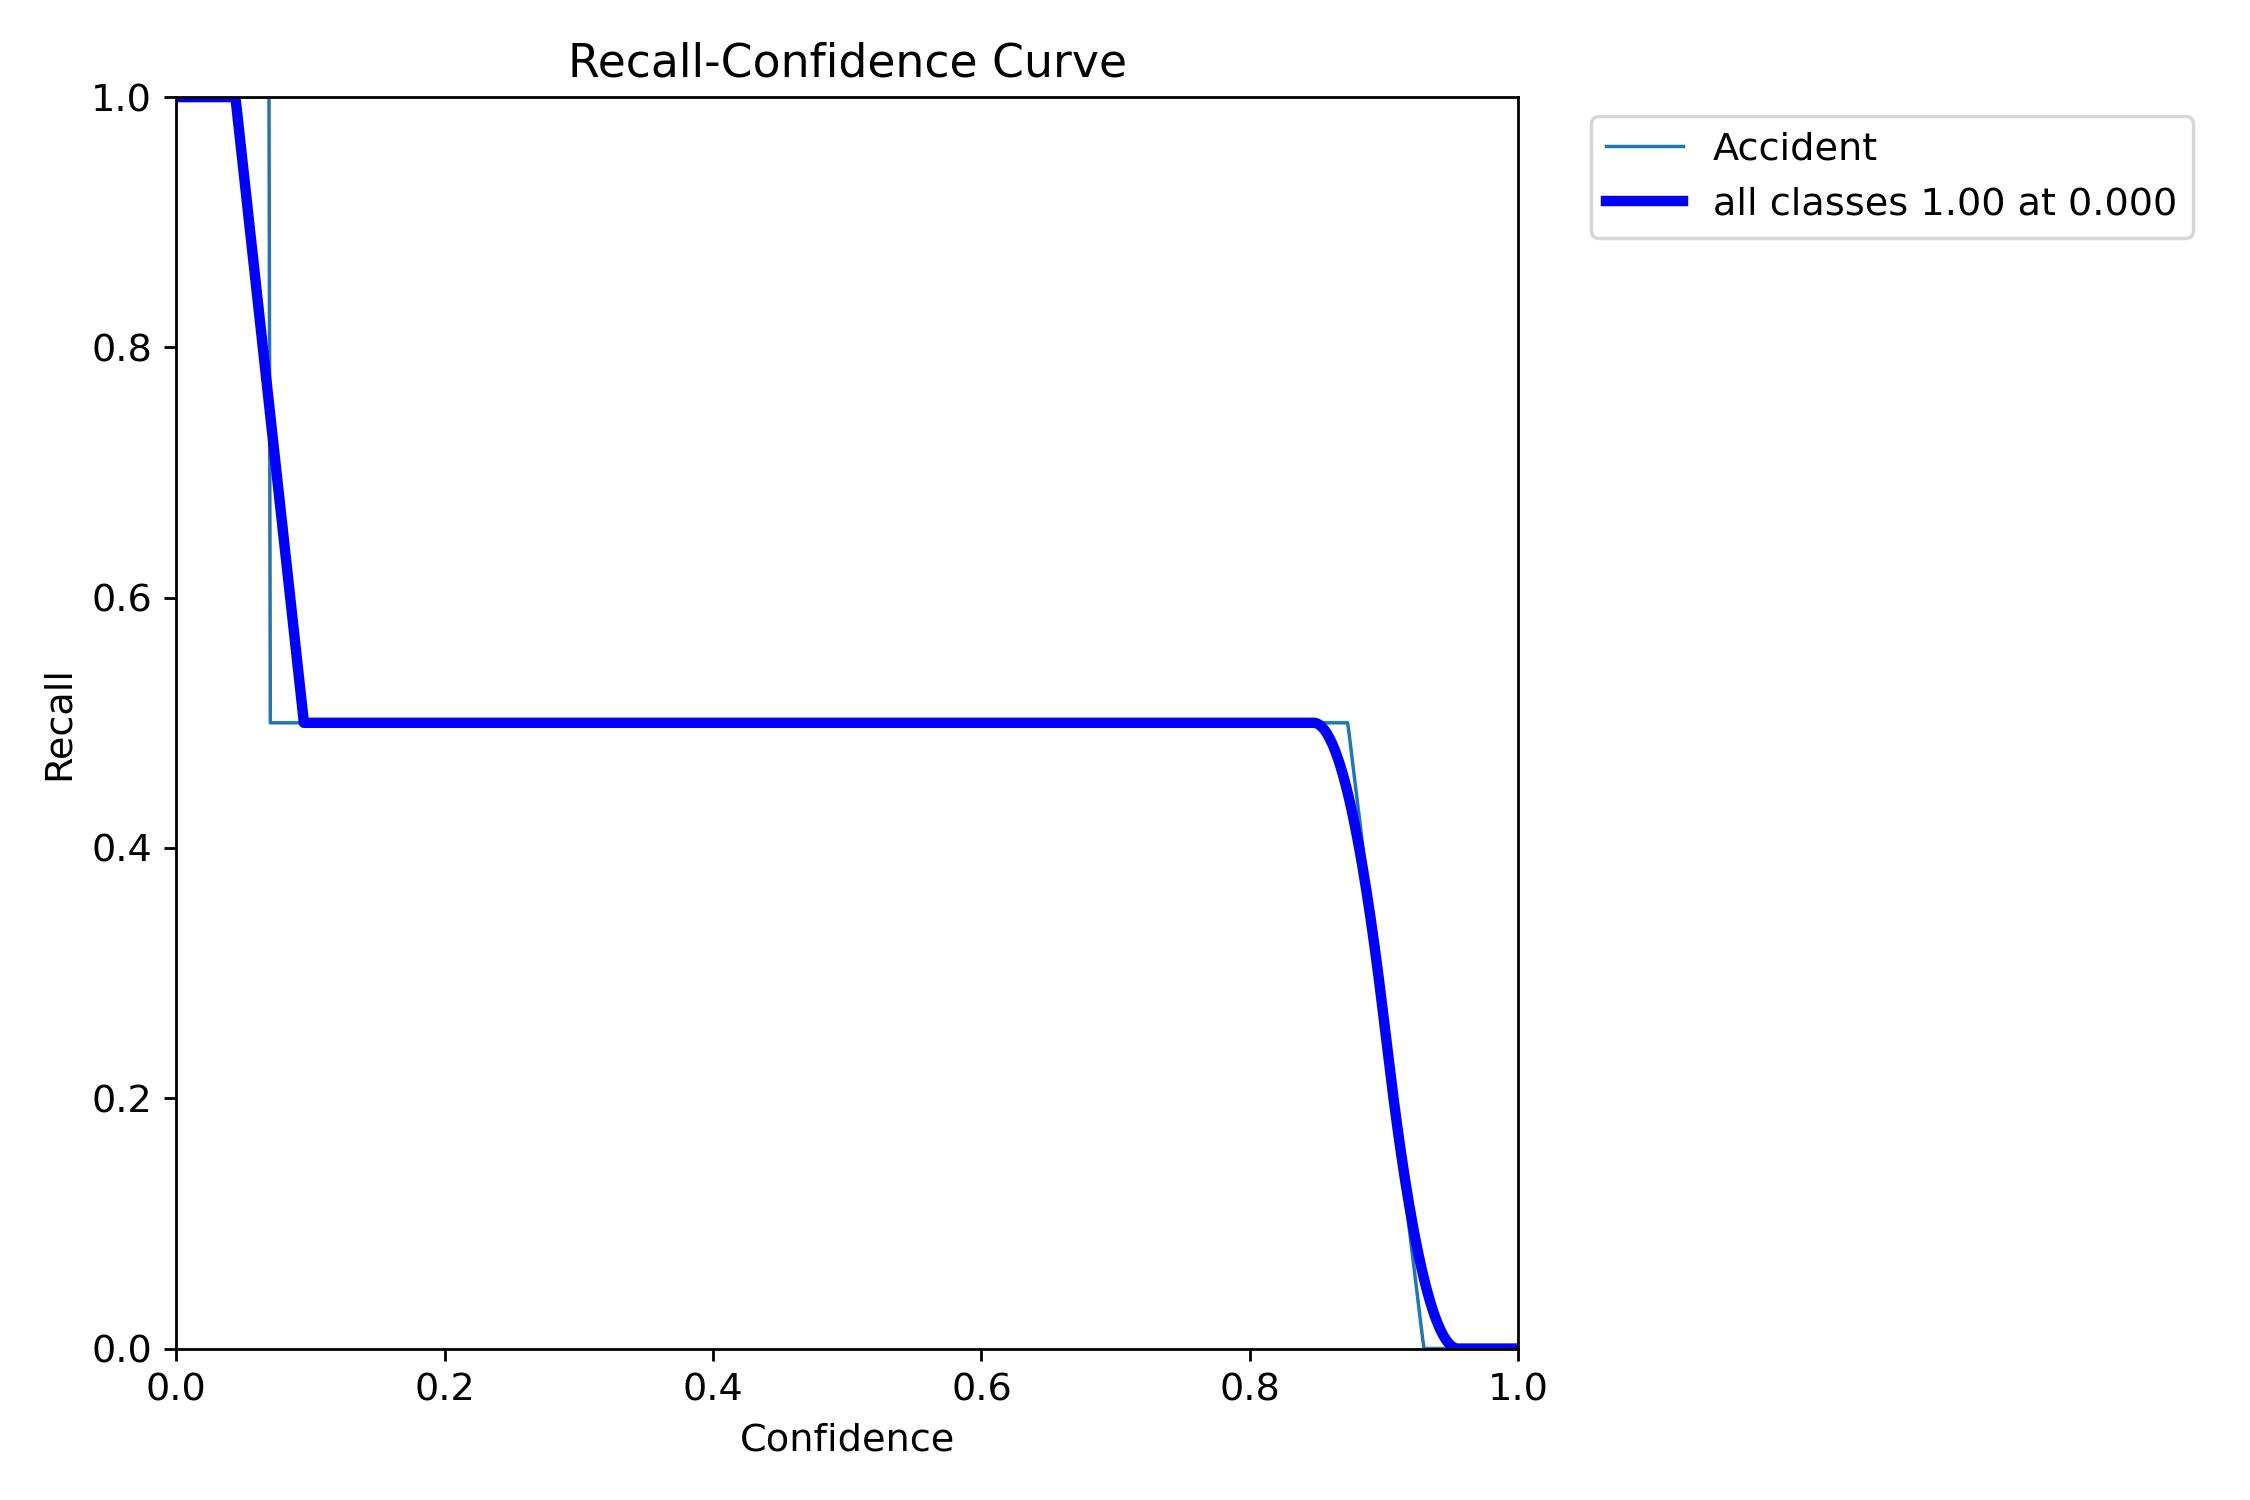 Recall-Confidence Curve
1.0
0.8
0.6
0.4
0.2
0.0
Recall
0.0 0.2 0.4 0.6 0.8 1.0
Confidence
Accident
all classes 1.00 at 0.000